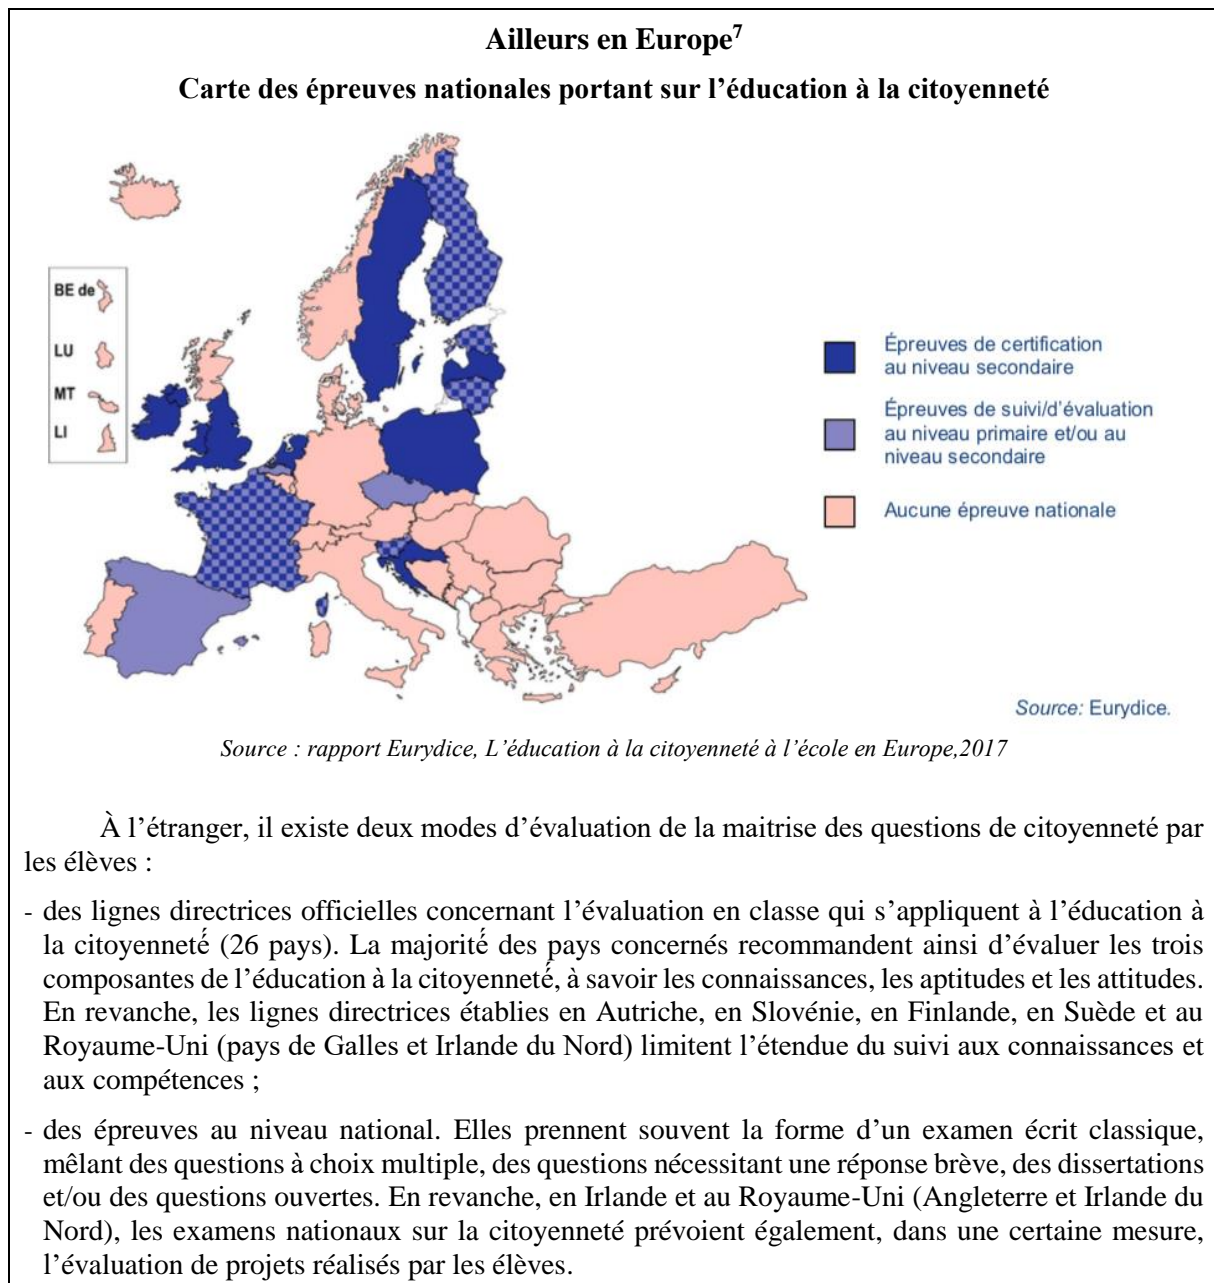 Ailleurs en Europe7
Carte des épreuves nationales portant sur l’éducation à la citoyenneté
BE de
LU
MT
LI
Épreuves de certification
au niveau secondaire
Épreuves de suivi/d’évaluation
au niveau primaire et/ou au
niveau secondaire
Aucune épreuve nationale
Source: Eurydice.
Source : rapport Eurydice, L’éducation à la citoyenneté à l’école en Europe,2017
À l’étranger, il existe deux modes d’évaluation de la maitrise des questions de citoyenneté par
les élèves :
- des lignes directrices officielles concernant l’évaluation en classe qui s’appliquent à l’éducation à
la citoyenneté́ (26 pays). La majorité́ des pays concernés recommandent ainsi d’évaluer les trois
composantes de l’éducation à la citoyenneté́, à savoir les connaissances, les aptitudes et les attitudes.
En revanche, les lignes directrices établies en Autriche, en Slovénie, en Finlande, en Suède et au
Royaume-Uni (pays de Galles et Irlande du Nord) limitent l’étendue du suivi aux connaissances et
aux compétences ;
- des épreuves au niveau national. Elles prennent souvent la forme d’un examen écrit classique,
mêlant des questions à choix multiple, des questions nécessitant une réponse brève, des dissertations
et/ou des questions ouvertes. En revanche, en Irlande et au Royaume-Uni (Angleterre et Irlande du
Nord), les examens nationaux sur la citoyenneté prévoient également, dans une certaine mesure,
l’évaluation de projets réalisés par les élèves.